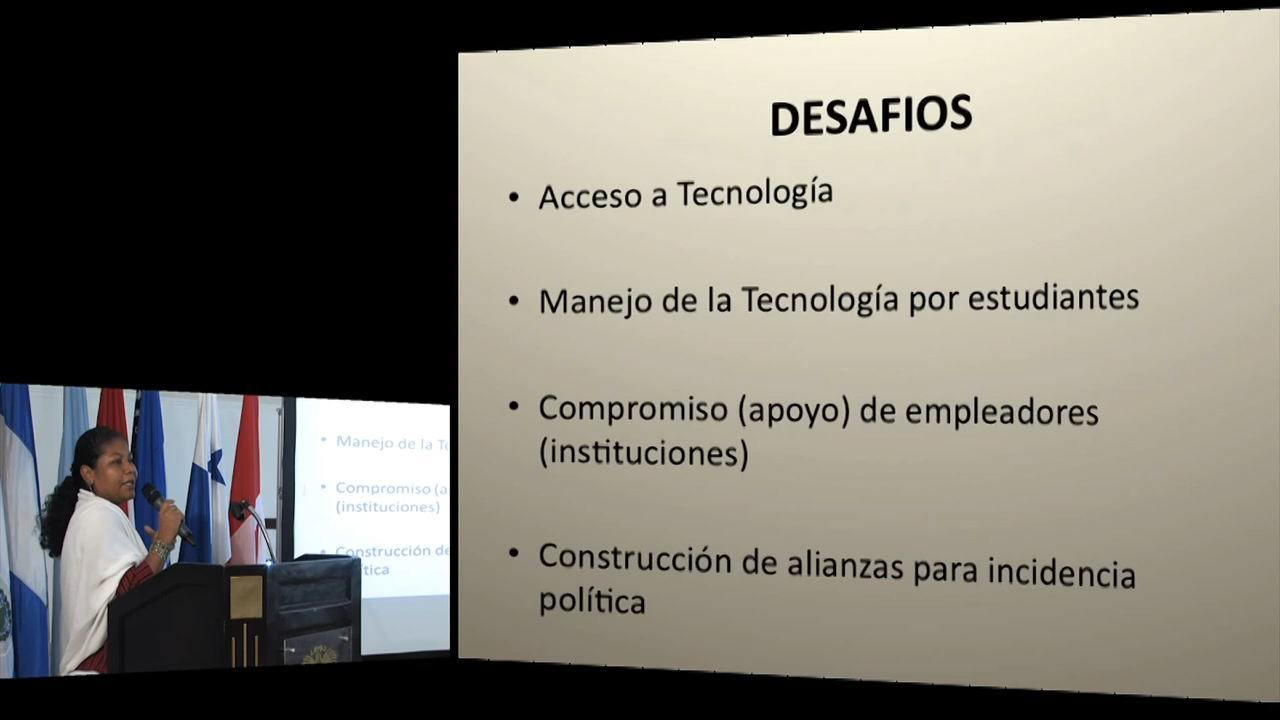 DESAFIOS
• Acceso a Tecnología
• Manejo de la Tecnología por estudiantes
• Compromiso (apoyo) de empleadores
(instituciones)
• Construcción de alianzas para incidencia
política
• Manejo de la
• Compromiso (a
(instituciones)
• Construcción de
tica